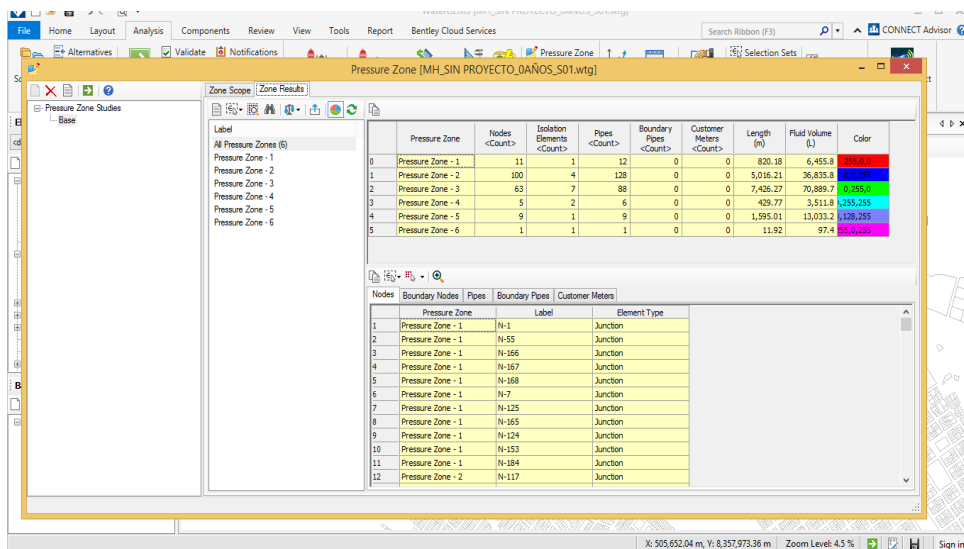 File Home Layout Analysis Components Review View Tools Report Bentley Cloud Services Search Ribbon (F3) CONNECT Advisor
Alternatives Validate Notifications Pressure Zone Selection Sets
Pressure Zone [MH_SIN PROYECTO_0AÑOS_S01.wtg]
Pressure Zone Studies
Base
Zone Scope Zone Results
Label
All Pressure Zones (6)
Pressure Zone - 1
Pressure Zone - 2
Pressure Zone - 3
Pressure Zone - 4
Pressure Zone - 5
Pressure Zone - 6
Pressure Zone Nodes <Count> Isolation Elements <Count> Pipes <Count> Boundary Pipes <Count> Customer Meters <Count> Length (m) Fluid Volume (L) Color
0 Pressure Zone - 1 11 1 12 0 0 820.18 6,455.8 255,0,0
1 Pressure Zone - 2 100 4 128 0 0 5,016.21 36,835.8 0,0,255
2 Pressure Zone - 3 63 7 88 0 0 7,426.27 70,889.7 0,255,0
3 Pressure Zone - 4 5 2 6 0 0 429.77 3,511.8 ,255,255
4 Pressure Zone - 5 9 1 9 0 0 1,595.01 13,033.2 ,128,255
5 Pressure Zone - 6 1 1 1 0 0 11.92 97.4 55,0,255
Nodes Boundary Nodes Pipes Boundary Pipes Customer Meters
Pressure Zone Label Element Type
1 Pressure Zone - 1 N-1 Junction
2 Pressure Zone - 1 N-55 Junction
3 Pressure Zone - 1 N-166 Junction
4 Pressure Zone - 1 N-167 Junction
5 Pressure Zone - 1 N-168 Junction
6 Pressure Zone - 1 N-7 Junction
7 Pressure Zone - 1 N-125 Junction
8 Pressure Zone - 1 N-165 Junction
9 Pressure Zone - 1 N-124 Junction
10 Pressure Zone - 1 N-153 Junction
11 Pressure Zone - 1 N-184 Junction
12 Pressure Zone - 2 N-117 Junction
X: 505,652.04 m, Y: 8,357,973.36 m Zoom Level: 4.5 % Sign in